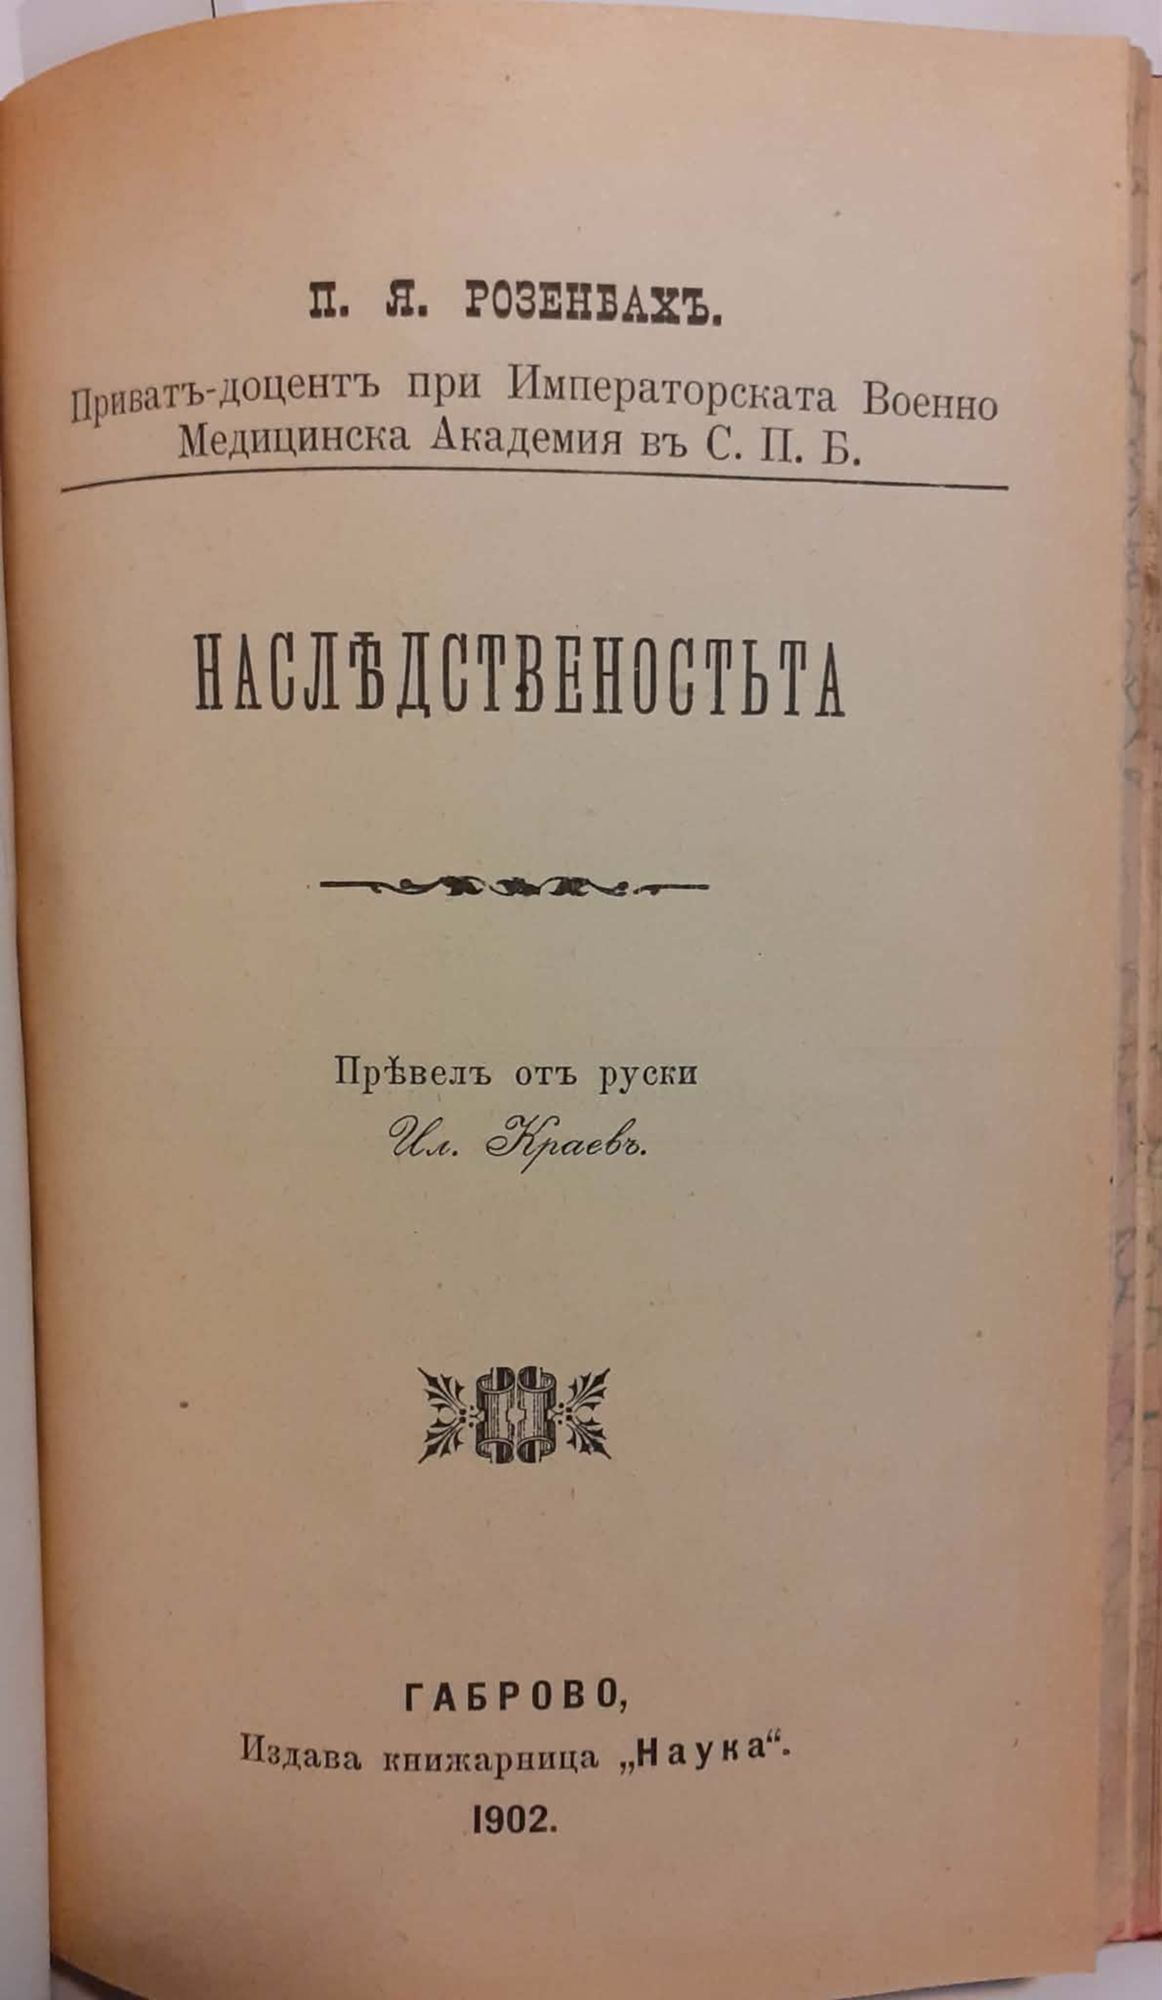 П. Я. РОЗЕНБАХЪ.
Приватъ-доцентъ при Императорската Военно
Медицинска Академия въ С. П. Б.
НАСЛѢДСТВЕНОСТЬТА
Прѣвелъ отъ руски
Ил. Краевъ.
ГАБРОВО,
Издава книжарница „Наука“.
1902.